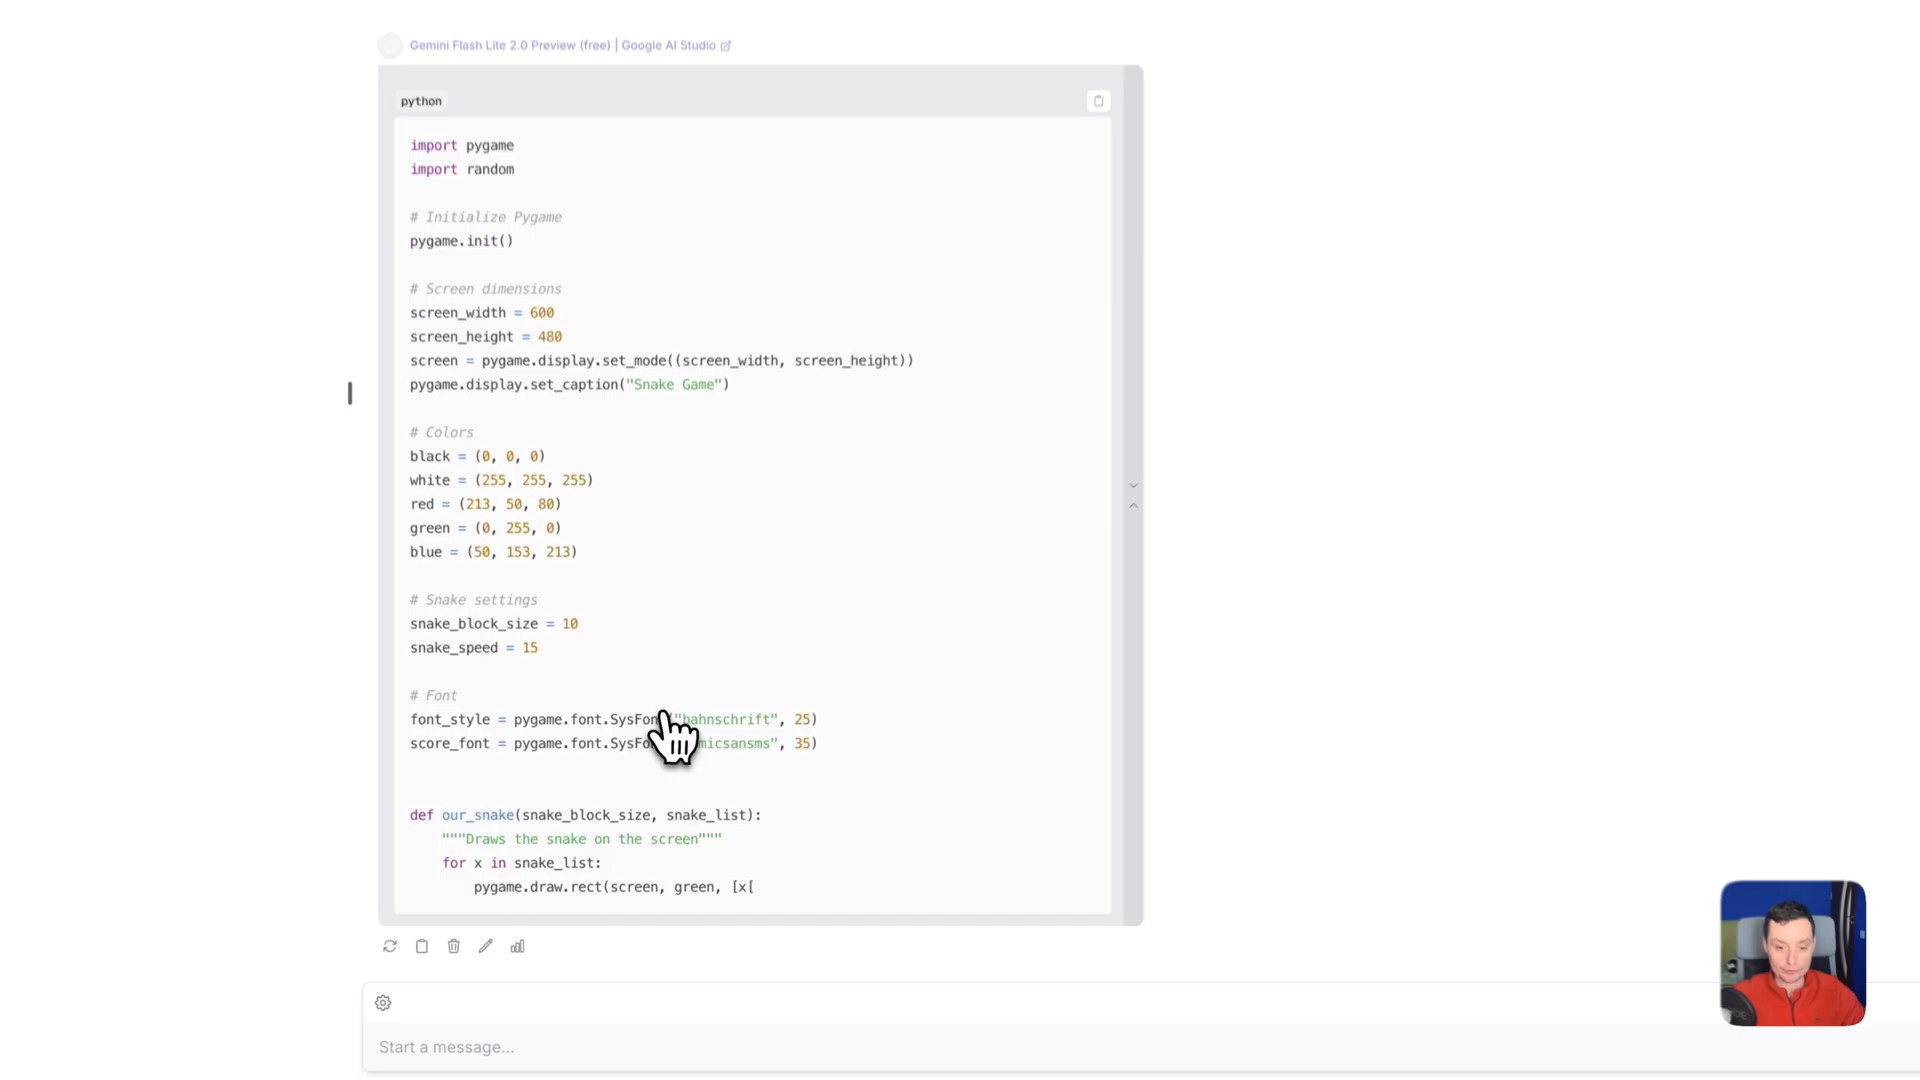 Gemini Flash Lite 2.0 Preview (free) | Google AI Studio
python
import pygame
import random
# Initialize Pygame
pygame.init()
# Screen dimensions
screen_width = 600
screen_height = 480
screen = pygame.display.set_mode((screen_width, screen_height))
pygame.display.set_caption("Snake Game")
# Colors
black = (0, 0, 0)
white = (255, 255, 255)
red = (213, 50, 80)
green = (0, 255, 0)
blue = (50, 153, 213)
# Snake settings
snake_block_size = 10
snake_speed = 15
# Font
font_style = pygame.font.SysFon ("bahnschrift", 25)
score_font = pygame.font.SysFo micsansms", 35)
def our_snake(snake_block_size, snake_list):
"""Draws the snake on the screen"""
for x in snake_list:
pygame.draw.rect(screen, green, [x[
Start a message...